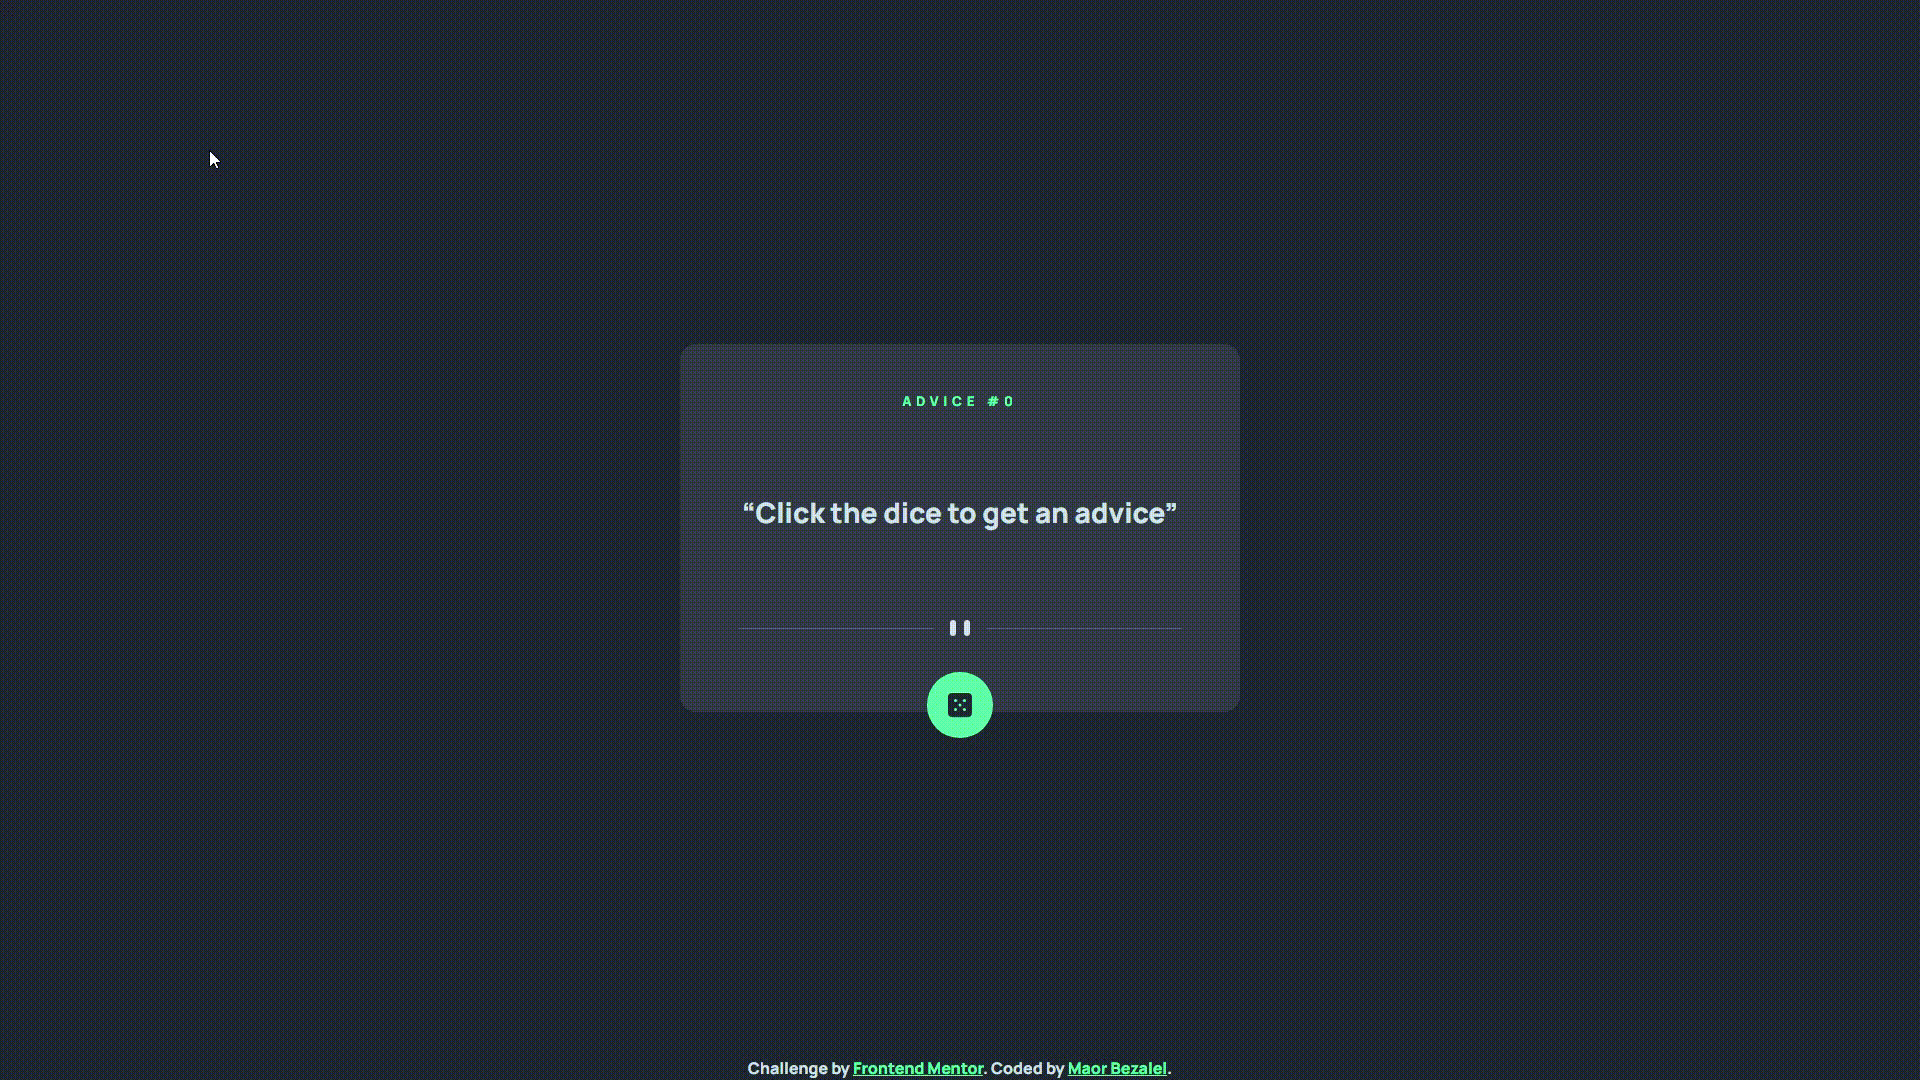 ADVICE #0
“Click the dice to get an advice”
Challenge by Frontend Mentor. Coded by Maor Bezalel.